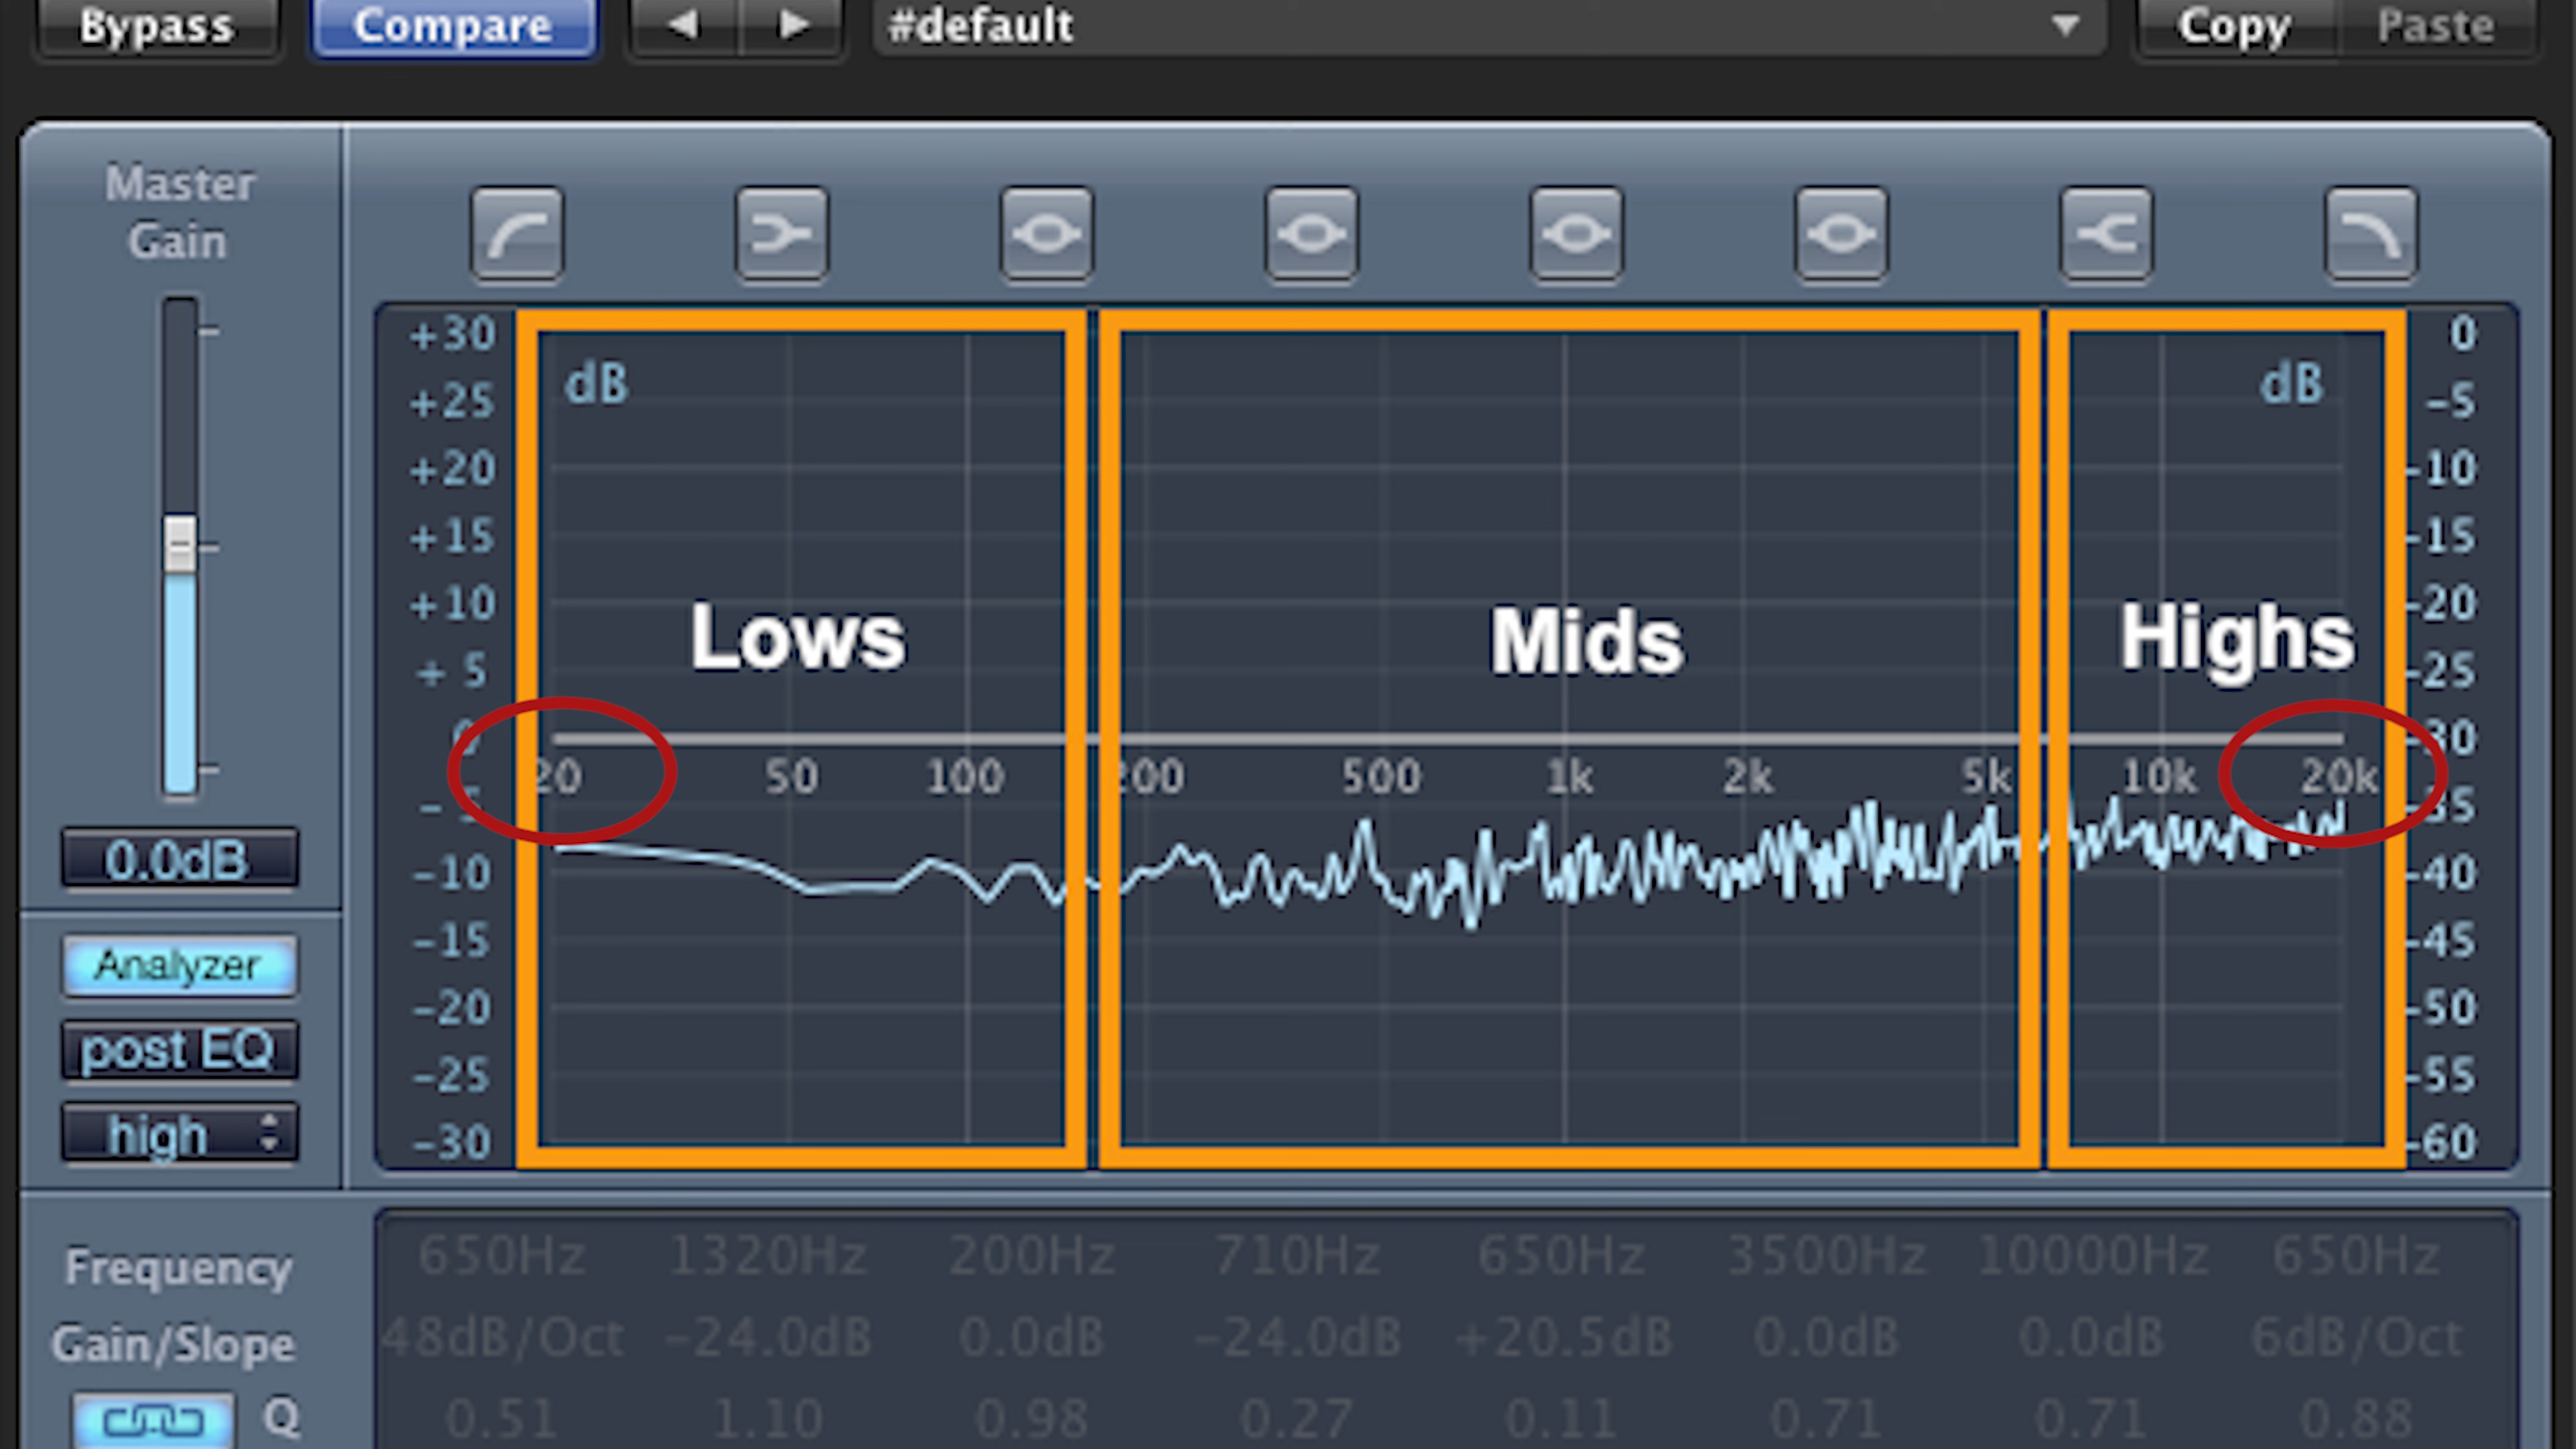 Bypass Compare #default Copy Paste
Master
Gain
+30 0
dB dB
+25 -5
+20 -10
+15 -15
+10 -20
Lows Mids Highs
+ 5 -25
0 -30
20 50 100 200 500 1k 2k 5k 10k 20k
- 5 -35
0.0dB -10 -40
Analyzer -15 -45
-20 -50
post EQ
-25 -55
high -30 -60
Frequency 650Hz 1320Hz 200Hz 710Hz 650Hz 3500Hz 10000Hz 650Hz
Gain/Slope 48dB/Oct -24.0dB 0.0dB -24.0dB +20.5dB 0.0dB 0.0dB 6dB/Oct
Q 0.51 1.10 0.98 0.27 0.11 0.71 0.71 0.88